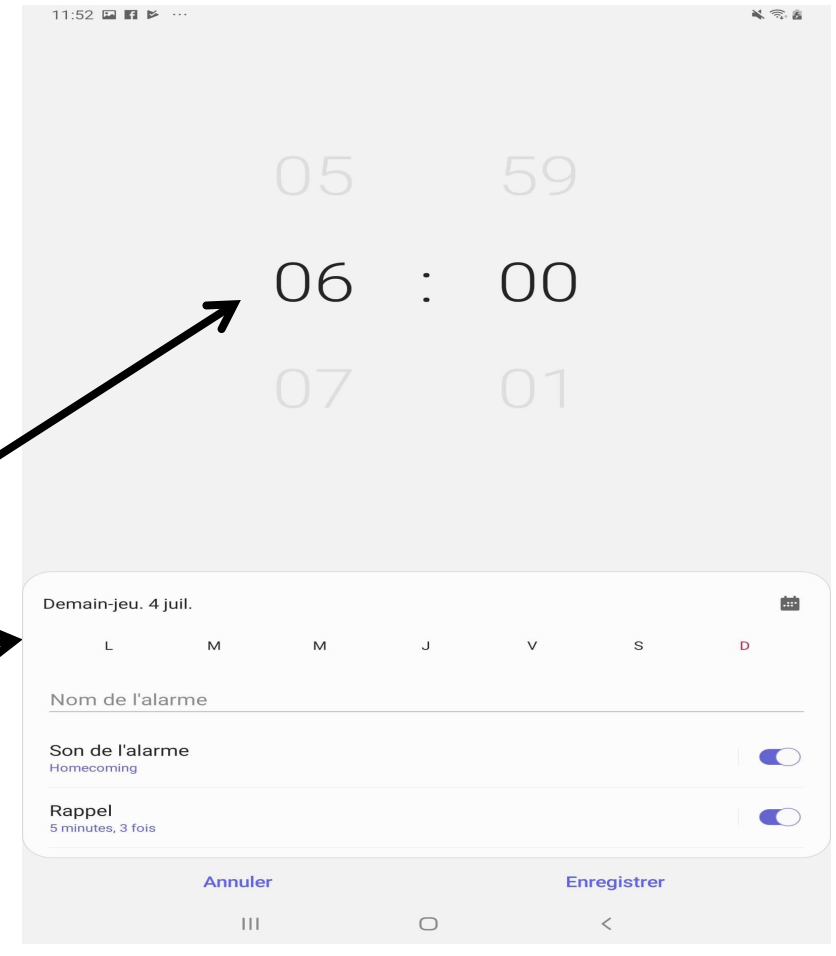 11:52
05 59
06 : 00
07 01
Demain-jeu. 4 juil.
L M M J V S D
Nom de l'alarme
Son de l'alarme
Homecoming
Rappel
5 minutes, 3 fois
Annuler Enregistrer